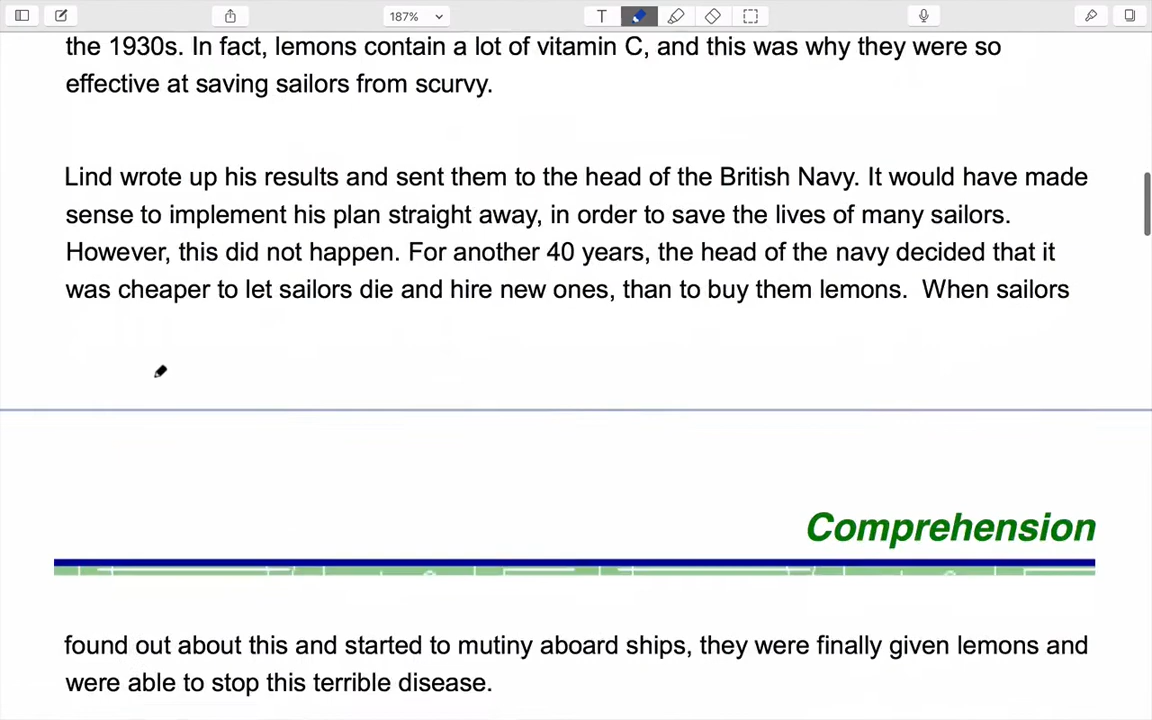 187%
T
the 1930s. In fact, lemons contain a lot of vitamin C, and this was why they were so
effective at saving sailors from scurvy.
Lind wrote up his results and sent them to the head of the British Navy. It would have made
sense to implement his plan straight away, in order to save the lives of many sailors.
However, this did not happen. For another 40 years, the head of the navy decided that it
was cheaper to let sailors die and hire new ones, than to buy them lemons.  When sailors
Comprehension
found out about this and started to mutiny aboard ships, they were finally given lemons and
were able to stop this terrible disease.